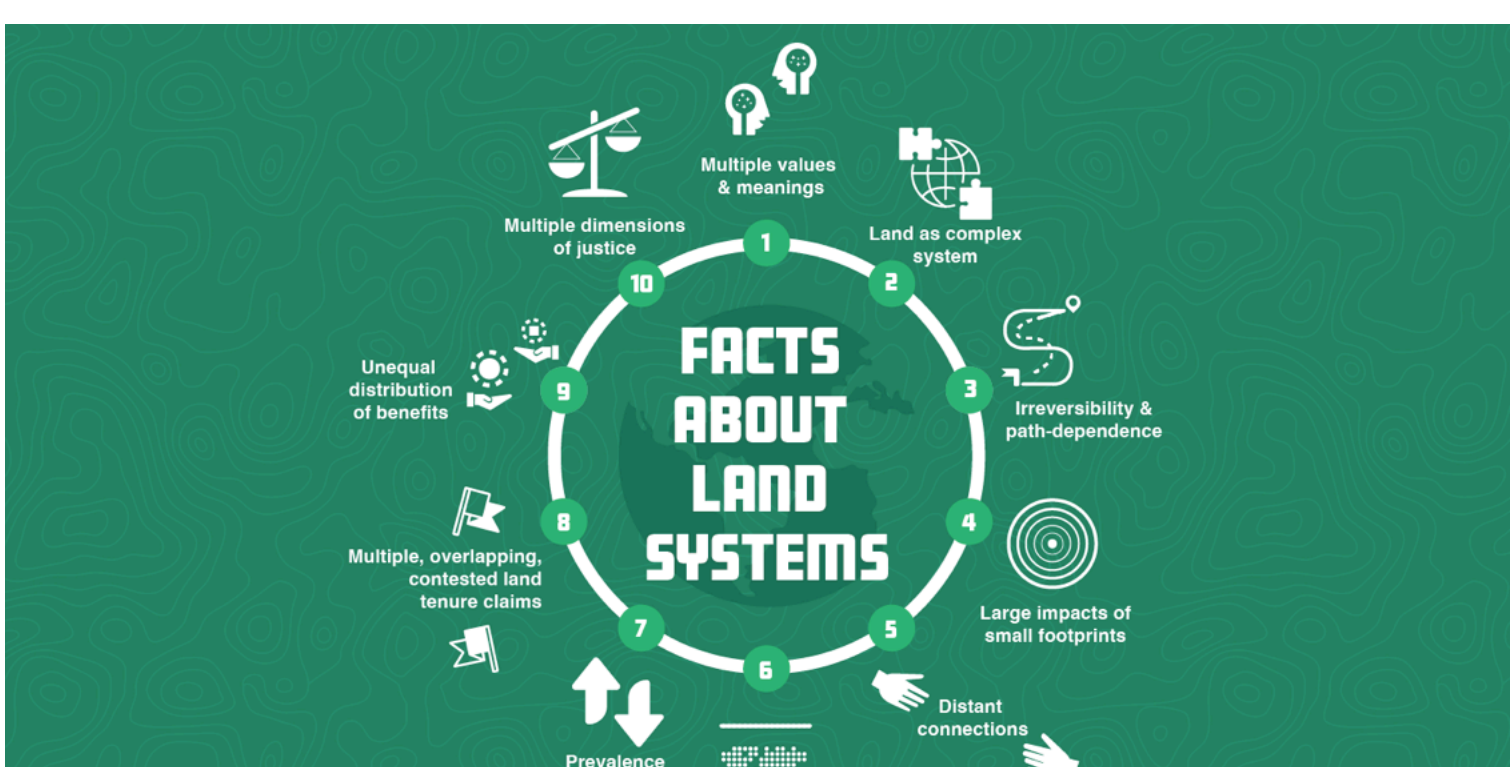 FACTS
ABOUT
LAND
SYSTEMS
1
Multiple values
& meanings
2
Land as complex
system
3
Irreversibility &
path-dependence
4
Large impacts of
small footprints
5
Distant
connections
6
7
Prevalence
8
Multiple, overlapping,
contested land
tenure claims
9
Unequal
distribution
of benefits
10
Multiple dimensions
of justice